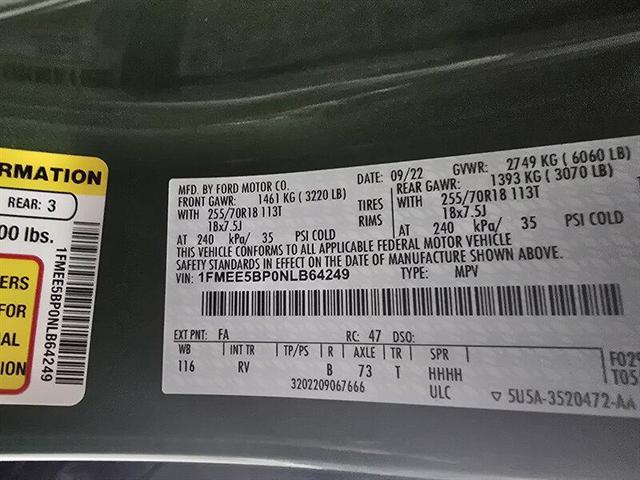 RMATION
REAR: 3
00 lbs.
ERS
FOR
AL
ION
1FMEE5BP0NLB64249
MFD. BY FORD MOTOR CO. DATE: 09/22 GVWR: 2749 KG ( 6060 LB)
FRONT GAWR: 1461 KG ( 3220 LB) REAR GAWR: 1393 KG ( 3070 LB)
WITH 255/70R18 113T TIRES WITH 255/70R18 113T
18x7.5J RIMS 18x7.5J
AT 240 kPa/ 35 PSI COLD AT 240 kPa/ 35 PSI COLD
THIS VEHICLE CONFORMS TO ALL APPLICABLE FEDERAL MOTOR VEHICLE
SAFETY STANDARDS IN EFFECT ON THE DATE OF MANUFACTURE SHOWN ABOVE.
VIN: 1FMEE5BP0NLB64249 TYPE: MPV
EXT PNT: FA RC: 47 DSO:
WB INT TR TP/PS R AXLE TR SPR
116 RV B 73 T HHHH
3202209067666 ULC
F029
T05
▽ 5U5A-3520472-AA